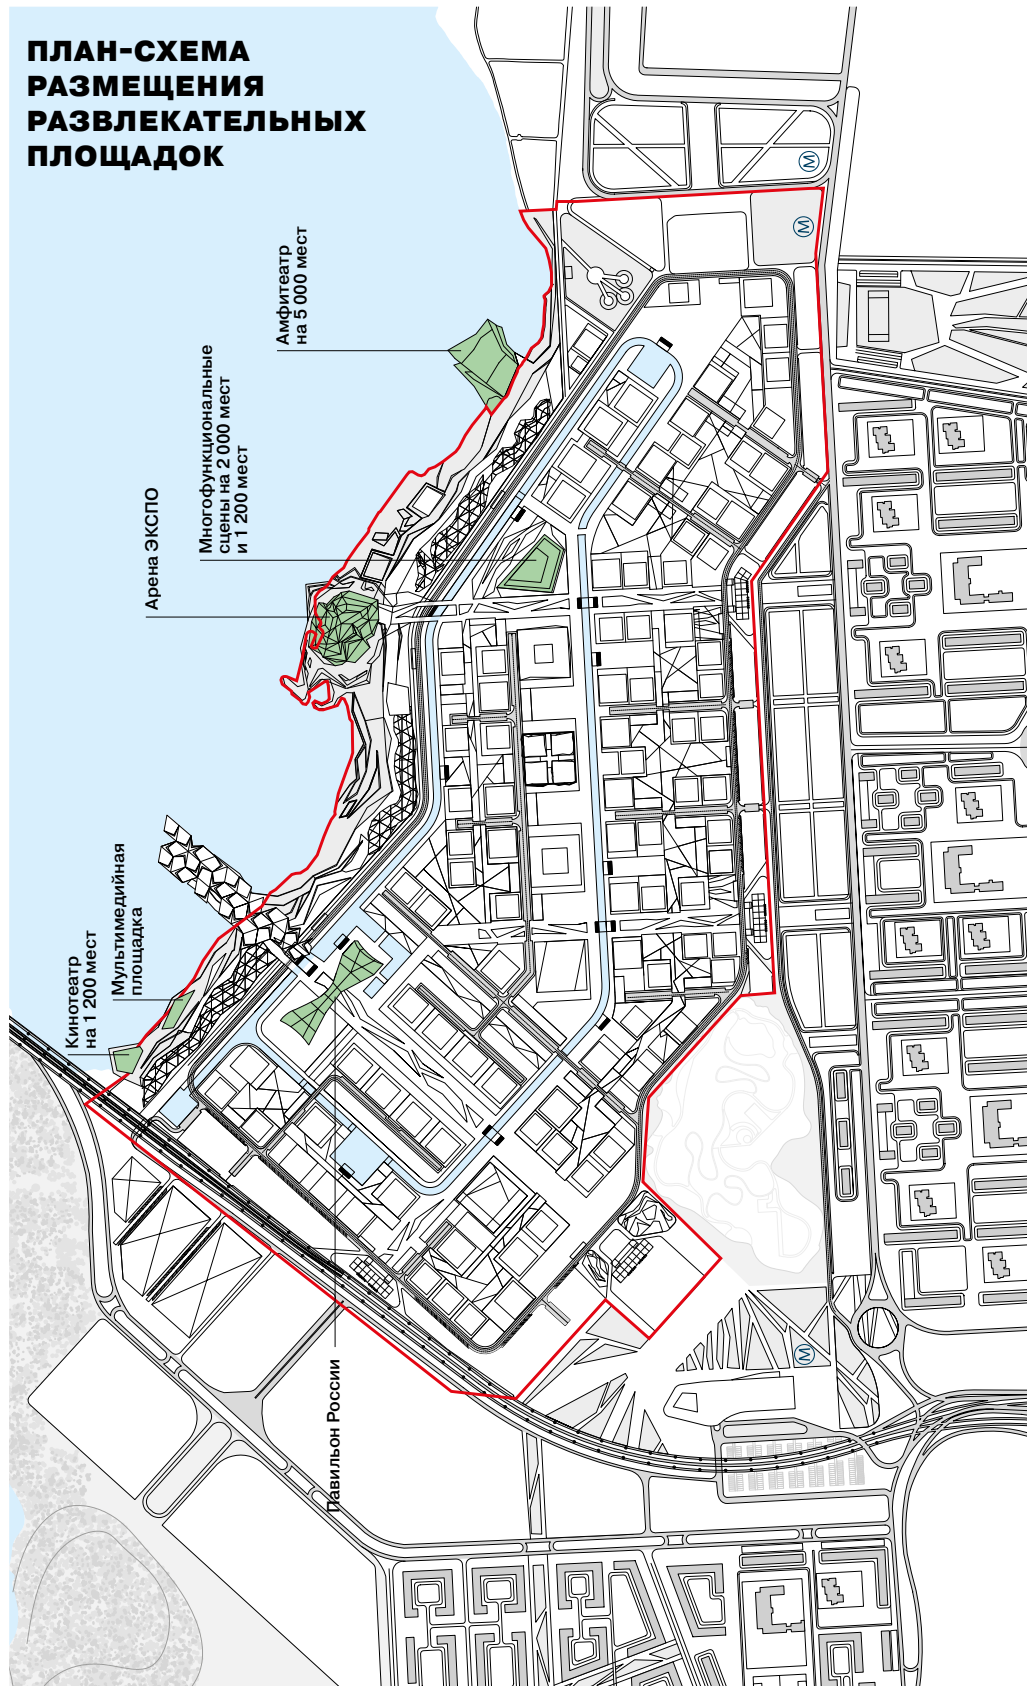 ПЛАН-СХЕМА
РАЗМЕЩЕНИЯ
РАЗВЛЕКАТЕЛЬНЫХ
ПЛОЩАДОК
Амфитеатр
на 5 000 мест
Многофункциональные
сцены на 2 000 мест
и 1 200 мест
Арена ЭКСПО
Мультимедийная
площадка
Кинотеатр
на 1 200 мест
Павильон России
М
М
М